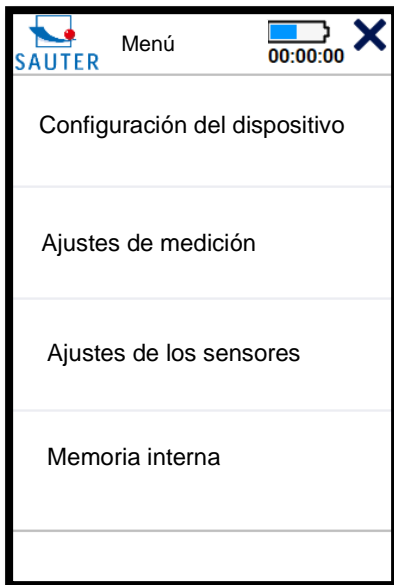 SAUTER
Menú
00:00:00
Configuración del dispositivo
Ajustes de medición
Ajustes de los sensores
Memoria interna